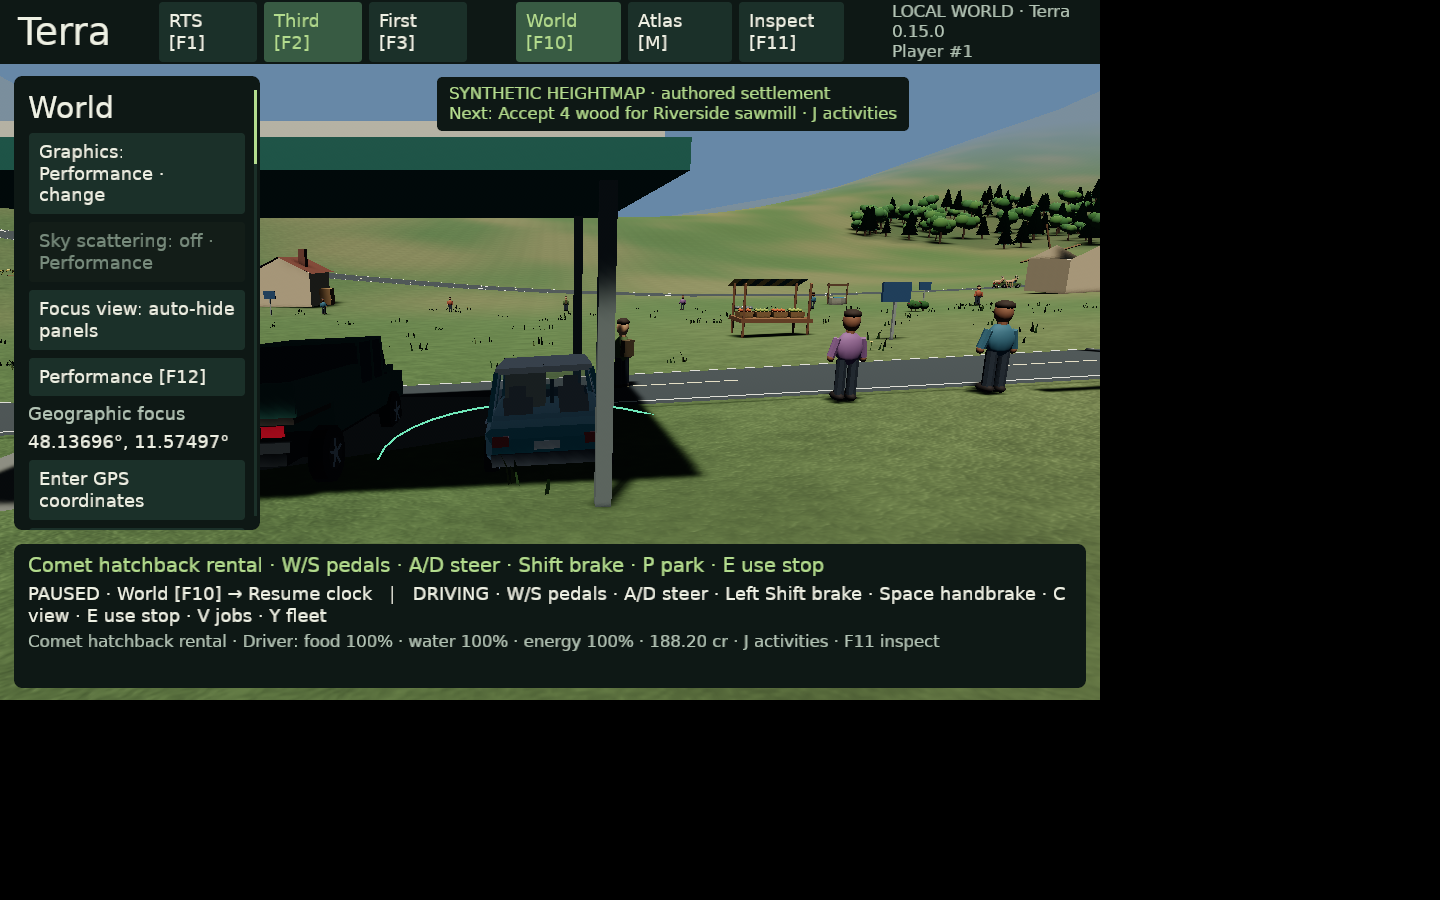 Terra
RTS
[F1]
Third
[F2]
First
[F3]
World
[F10]
Atlas
[M]
Inspect
[F11]
LOCAL WORLD · Terra
0.15.0
Player #1
SYNTHETIC HEIGHTMAP · authored settlement
Next: Accept 4 wood for Riverside sawmill · J activities
World
Graphics:
Performance ·
change
Sky scattering: off ·
Performance
Focus view: auto-hide
panels
Performance [F12]
Geographic focus
48.13696°, 11.57497°
Enter GPS
coordinates
Comet hatchback rental · W/S pedals · A/D steer · Shift brake · P park · E use stop
PAUSED · World [F10] → Resume clock | DRIVING · W/S pedals · A/D steer · Left Shift brake · Space handbrake · C
view · E use stop · V jobs · Y fleet
Comet hatchback rental · Driver: food 100% · water 100% · energy 100% · 188.20 cr · J activities · F11 inspect